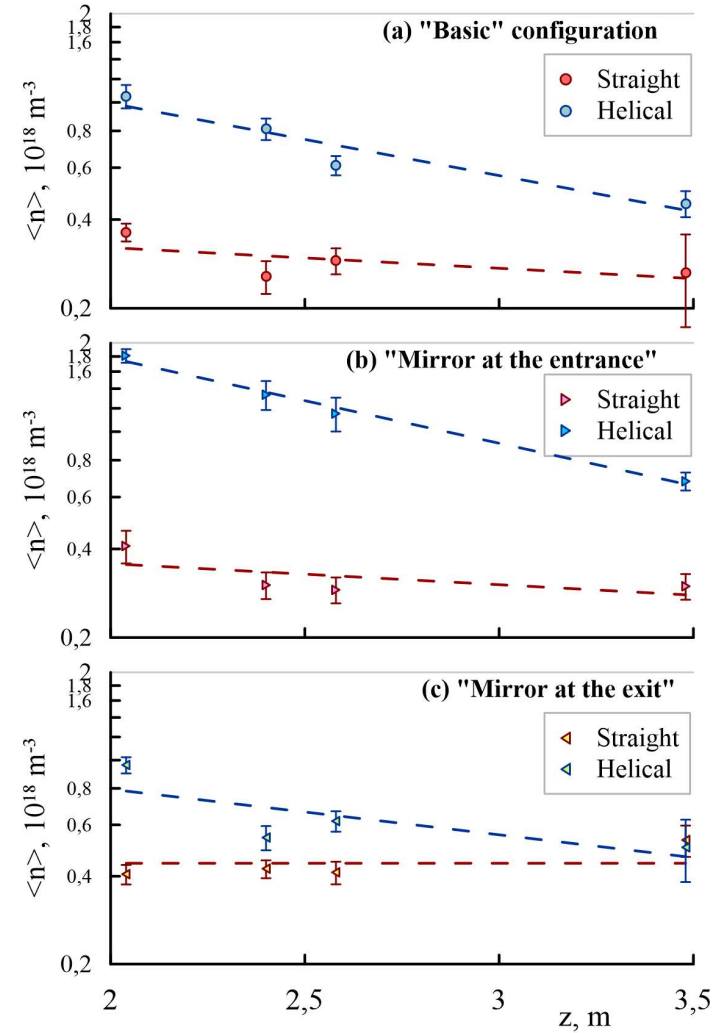 2
1,8
1,6
0,8
0,6
0,4
0,2
<n>, 10¹⁸ m⁻³
(a) "Basic" configuration
Straight
Helical
2
1,8
1,6
0,8
0,6
0,4
0,2
<n>, 10¹⁸ m⁻³
(b) "Mirror at the entrance"
Straight
Helical
2
1,8
0,8
0,6
0,4
0,2
<n>, 10¹⁸ m⁻³
(c) "Mirror at the exit"
Straight
Helical
2
2,5
3
3,5
z, m